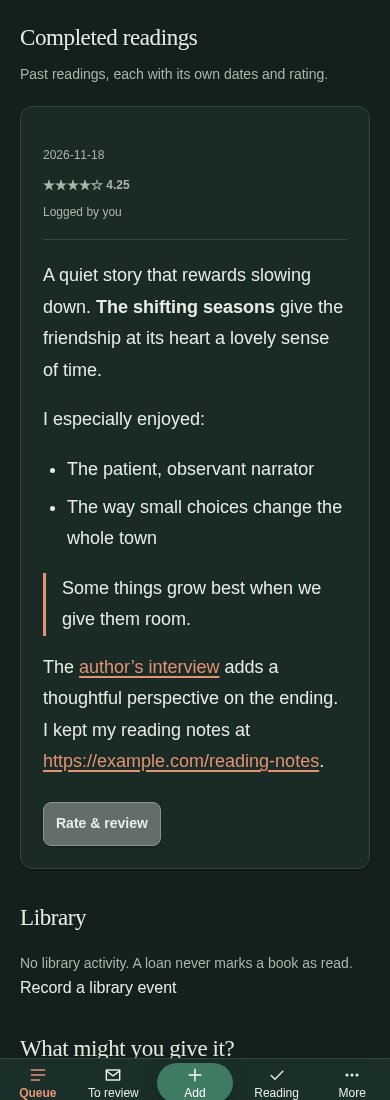 Completed readings
Past readings, each with its own dates and rating.
2026-11-18
★★★★☆ 4.25
Logged by you
A quiet story that rewards slowing
down. The shifting seasons give the
friendship at its heart a lovely sense
of time.
I especially enjoyed:
• The patient, observant narrator
• The way small choices change the
whole town
Some things grow best when we
give them room.
The author’s interview adds a
thoughtful perspective on the ending.
I kept my reading notes at
https://example.com/reading-notes.
Rate & review
Library
No library activity. A loan never marks a book as read.
Record a library event
What might you give it?
Queue To review Add Reading More